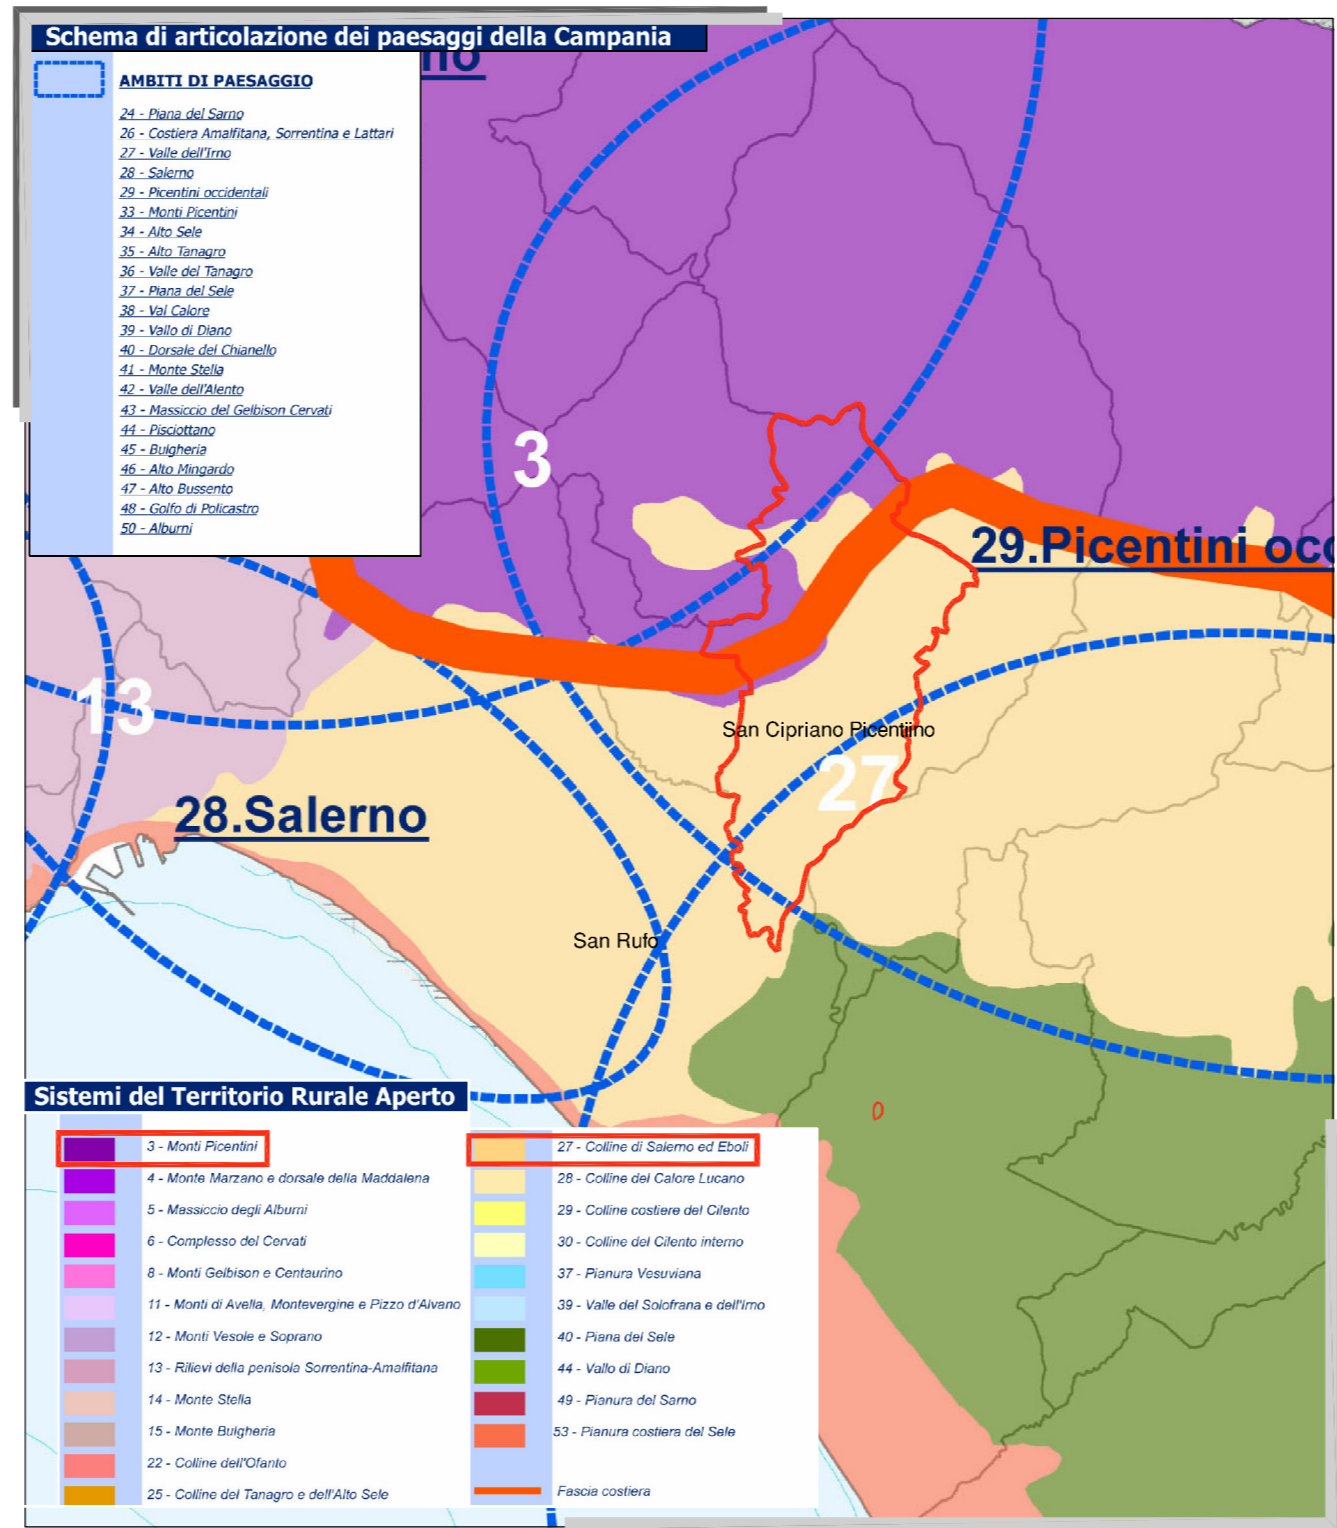 Schema di articolazione dei paesaggi della Campania
no
AMBITI DI PAESAGGIO
24 - Piana del Sarno
26 - Costiera Amalfitana, Sorrentina e Lattari
27 - Valle dell'Irno
28 - Salerno
29 - Picentini occidentali
33 - Monti Picentini
34 - Alto Sele
35 - Alto Tanagro
36 - Valle del Tanagro
37 - Piana del Sele
38 - Val Calore
39 - Vallo di Diano
40 - Dorsale del Chianello
41 - Monte Stella
42 - Valle dell'Alento
43 - Massiccio del Gelbison Cervati
44 - Pisciottano
45 - Bulgheria
46 - Alto Mingardo
47 - Alto Bussento
48 - Golfo di Policastro
50 - Alburni
3
29.Picentini occ
13
San Cipriano Picentiino
27
28.Salerno
San Rufo
0
Sistemi del Territorio Rurale Aperto
3 - Monti Picentini
4 - Monte Marzano e dorsale della Maddalena
5 - Massiccio degli Alburni
6 - Complesso del Cervati
8 - Monti Gelbison e Centaurino
11 - Monti di Avella, Montevergine e Pizzo d'Alvano
12 - Monti Vesole e Soprano
13 - Rilievi della penisola Sorrentina-Amalfitana
14 - Monte Stella
15 - Monte Bulgheria
22 - Colline dell'Ofanto
25 - Colline del Tanagro e dell'Alto Sele
27 - Colline di Salerno ed Eboli
28 - Colline del Calore Lucano
29 - Colline costiere del Cilento
30 - Colline del Cilento interno
37 - Pianura Vesuviana
39 - Valle del Solofrana e dell'Irno
40 - Piana del Sele
44 - Vallo di Diano
49 - Pianura del Sarno
53 - Pianura costiera del Sele
Fascia costiera